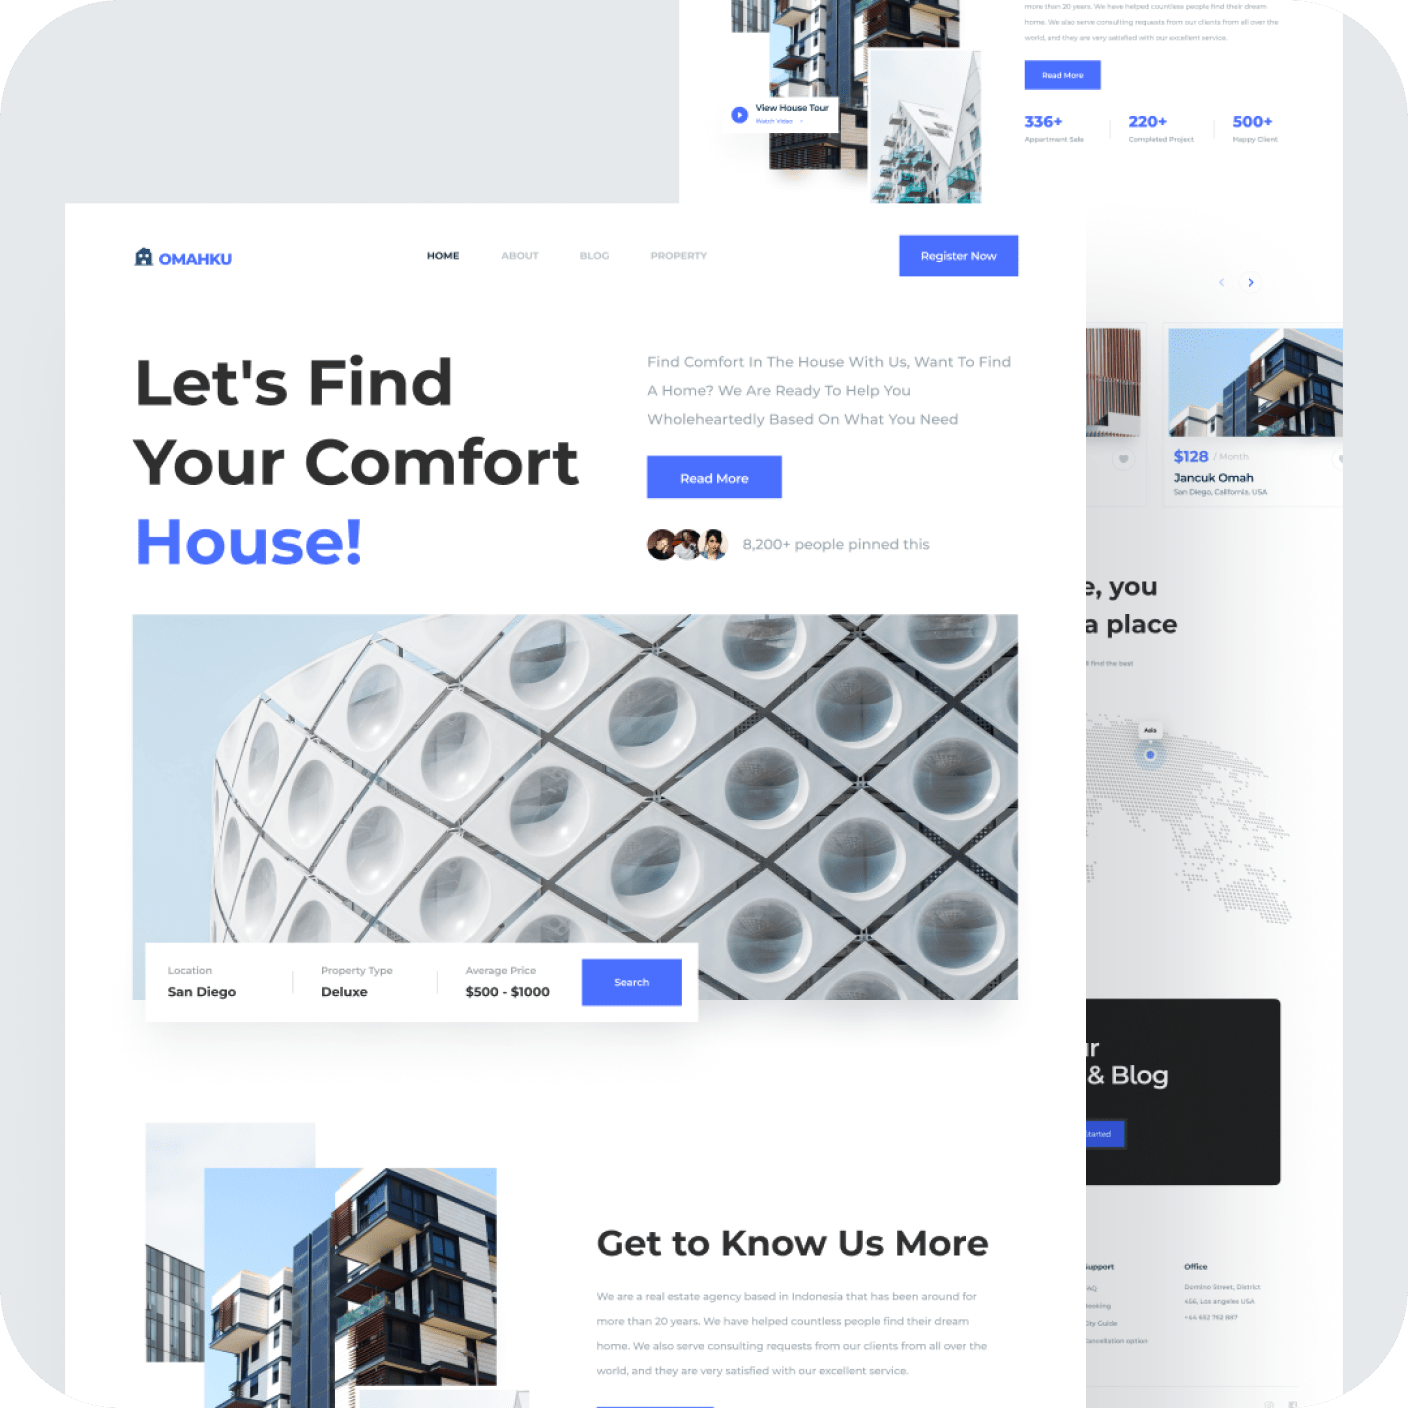 more than 20 years. We have helped countless people find their dream
home. We also serve consulting requests from our clients from all over the
world, and they are very satisfied with our excellent service.
Read More
View House Tour
Watch Video
336+
Appartment Sale
220+
Completed Project
500+
Happy Client
OMAHKU
HOME
ABOUT
BLOG
PROPERTY
Register Now
Let's Find
Your Comfort
House!
Find Comfort In The House With Us, Want To Find
A Home? We Are Ready To Help You
Wholeheartedly Based On What You Need
Read More
8,200+ people pinned this
Location
San Diego
Property Type
Deluxe
Average Price
$500 - $1000
Search
Get to Know Us More
We are a real estate agency based in Indonesia that has been around for
more than 20 years. We have helped countless people find their dream
home. We also serve consulting requests from our clients from all over the
world, and they are very satisfied with our excellent service.
$128 / Month
Jancuk Omah
San Diego, California, USA
e, you
a place
ll find the best
Asia
ur
& Blog
Started
upport
AQ
ooking
ity Guide
ancellation option
Office
Domino Street, District
456, Los angeles USA
+44 652 762 887